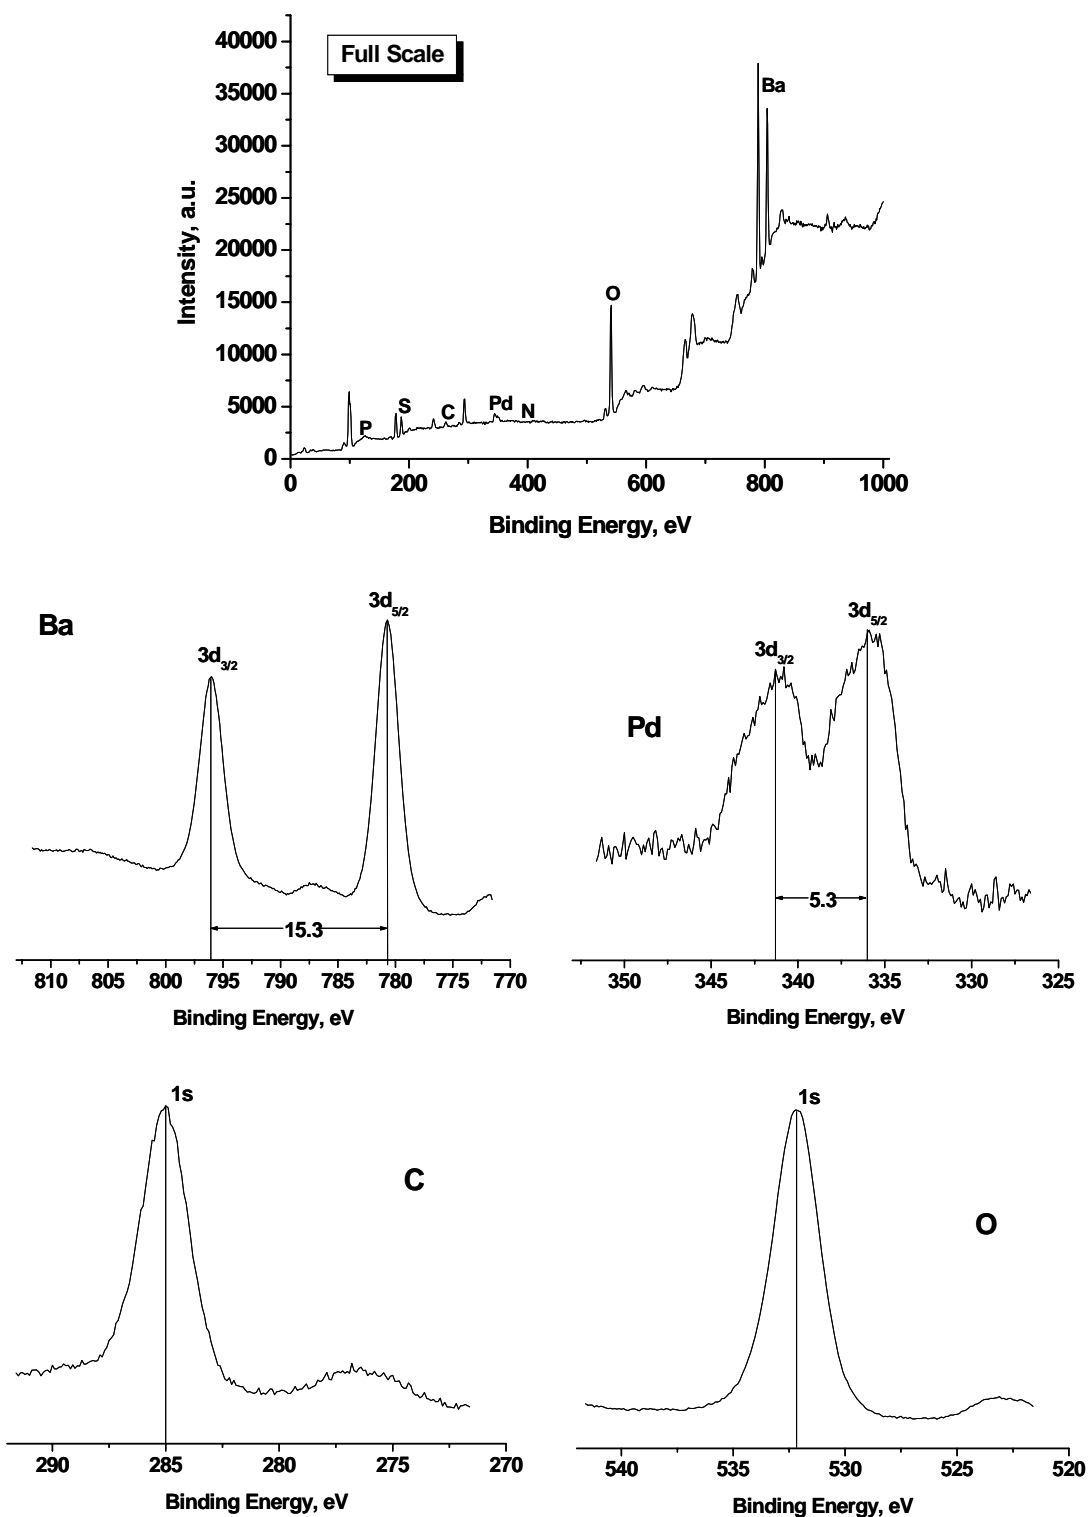 Full Scale
40000
35000
30000
25000
20000
15000
10000
5000
0
Intensity, a.u.
Ba
O
P
S
C
Pd
N
0 200 400 600 800 1000
Binding Energy, eV
Ba
3d3/2
3d5/2
15.3
810 805 800 795 790 785 780 775 770
Binding Energy, eV
Pd
3d3/2
3d5/2
5.3
350 345 340 335 330 325
Binding Energy, eV
1s
C
290 285 280 275 270
Binding Energy, eV
1s
O
540 535 530 525 520
Binding Energy, eV